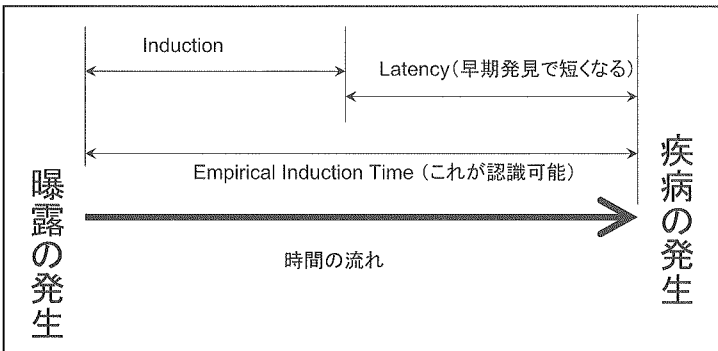 Induction
Latency(早期発見で短くなる)
Empirical Induction Time (これが認識可能)
曝露の発生
疾病の発生
時間の流れ